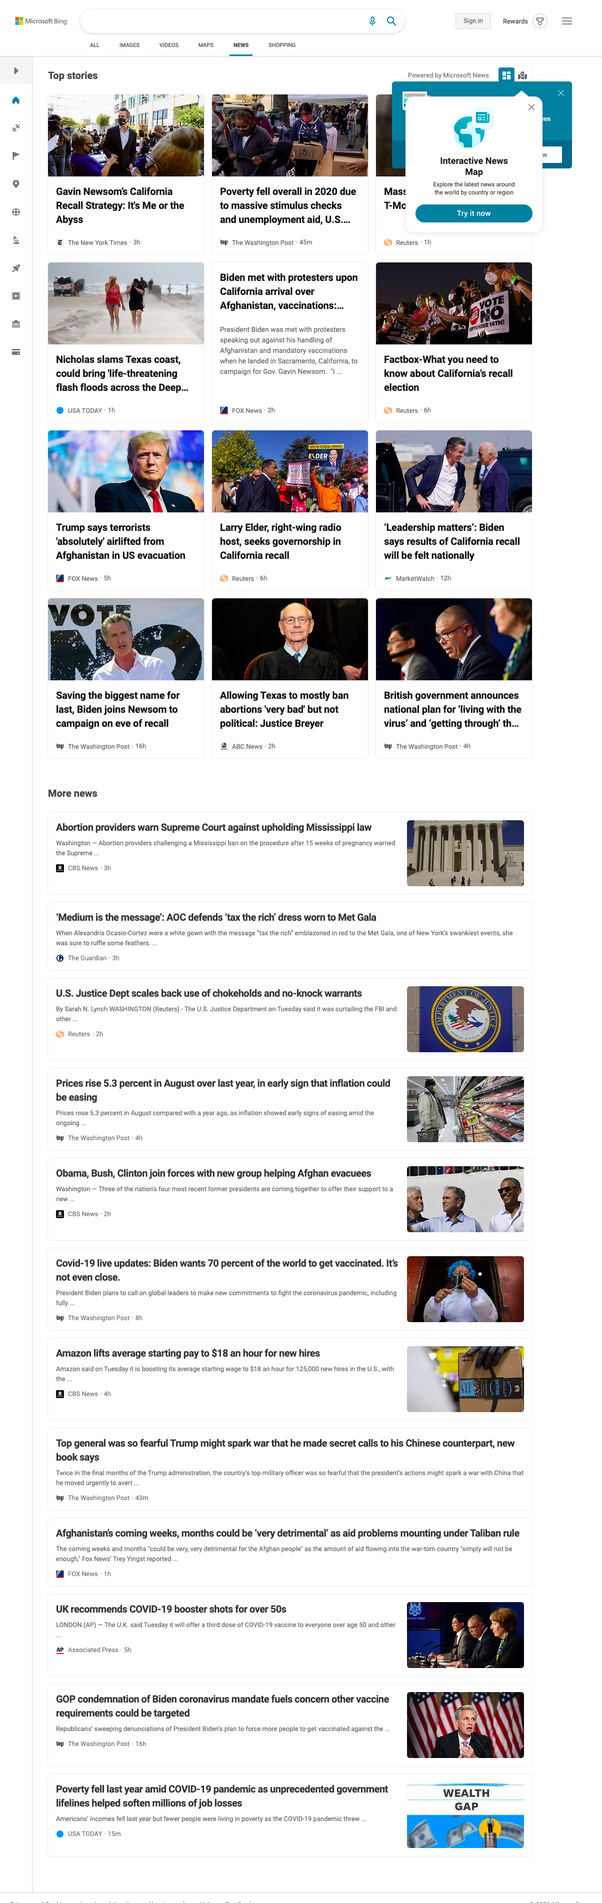 Microsoft Bing
Sign in
Rewards
ALL
IMAGES
VIDEOS
MAPS
NEWS
SHOPPING
Top stories
Powered by Microsoft News
Interactive News
Map
Explore the latest news around
the world by country or region
Try it now
Gavin Newsom's California
Recall Strategy: It's Me or the
Abyss
The New York Times · 3h
Poverty fell overall in 2020 due
to massive stimulus checks
and unemployment aid, U.S....
The Washington Post · 45m
Mass
T-Mo
Reuters · 1h
Nicholas slams Texas coast,
could bring 'life-threatening
flash floods across the Deep...
USA TODAY · 1h
Biden met with protesters upon
California arrival over
Afghanistan, vaccinations:...
President Biden was met with protesters
speaking out against his handling of
Afghanistan and mandatory vaccinations
when he landed in Sacramento, California, to
campaign for Gov. Gavin Newsom. "I ...
FOX News · 2h
VOTE
NO
Factbox-What you need to
know about California's recall
election
Reuters · 6h
Trump says terrorists
'absolutely' airlifted from
Afghanistan in US evacuation
FOX News · 5h
ELDER
Larry Elder, right-wing radio
host, seeks governorship in
California recall
Reuters · 6h
'Leadership matters': Biden
says results of California recall
will be felt nationally
MarketWatch · 12h
VOTE
NO
Saving the biggest name for
last, Biden joins Newsom to
campaign on eve of recall
The Washington Post · 16h
Allowing Texas to mostly ban
abortions 'very bad' but not
political: Justice Breyer
ABC News · 2h
British government announces
national plan for 'living with the
virus' and 'getting through' th...
The Washington Post · 4h
More news
Abortion providers warn Supreme Court against upholding Mississippi law
Washington — Abortion providers challenging a Mississippi ban on the procedure after 15 weeks of pregnancy warned
the Supreme ...
CBS News · 3h
'Medium is the message': AOC defends 'tax the rich' dress worn to Met Gala
When Alexandria Ocasio-Cortez wore a white gown with the message "tax the rich" emblazoned in red to the Met Gala, one of New York's swankiest events, she
was sure to ruffle some feathers. ...
The Guardian · 3h
U.S. Justice Dept scales back use of chokeholds and no-knock warrants
By Sarah N. Lynch WASHINGTON (Reuters) - The U.S. Justice Department on Tuesday said it was curtailing the FBI and
other ...
Reuters · 2h
Prices rise 5.3 percent in August over last year, in early sign that inflation could
be easing
Prices rose 5.3 percent in August compared with a year ago, as inflation showed early signs of easing amid the
ongoing ...
The Washington Post · 4h
Obama, Bush, Clinton join forces with new group helping Afghan evacuees
Washington — Three of the nation's four most recent former presidents are coming together to offer their support to a
new ...
CBS News · 2h
Covid-19 live updates: Biden wants 70 percent of the world to get vaccinated. It's
not even close.
President Biden plans to call on global leaders to make new commitments to fight the coronavirus pandemic, including
fully ...
The Washington Post · 8h
Amazon lifts average starting pay to $18 an hour for new hires
Amazon said on Tuesday it is boosting its average starting wage to $18 an hour for 125,000 new hires in the U.S., with
the ...
CBS News · 4h
Top general was so fearful Trump might spark war that he made secret calls to his Chinese counterpart, new
book says
Twice in the final months of the Trump administration, the country's top military officer was so fearful that the president's actions might spark a war with China that
he moved urgently to avert ...
The Washington Post · 43m
Afghanistan's coming weeks, months could be 'very detrimental' as aid problems mounting under Taliban rule
The coming weeks and months "could be very, very detrimental for the Afghan people" as the amount of aid flowing into the war-torn country "simply will not be
enough," Fox News' Trey Yingst reported ...
FOX News · 1h
UK recommends COVID-19 booster shots for over 50s
LONDON (AP) — The U.K. said Tuesday it will offer a third dose of COVID-19 vaccine to everyone over age 50 and other
...
Associated Press · 5h
GOP condemnation of Biden coronavirus mandate fuels concern other vaccine
requirements could be targeted
Republicans' sweeping denunciations of President Biden's plan to force more people to get vaccinated against the ...
The Washington Post · 16h
Poverty fell last year amid COVID-19 pandemic as unprecedented government
lifelines helped soften millions of job losses
Americans' incomes fell last year but fewer people were living in poverty as the COVID-19 pandemic threw ...
USA TODAY · 15m
WEALTH
GAP